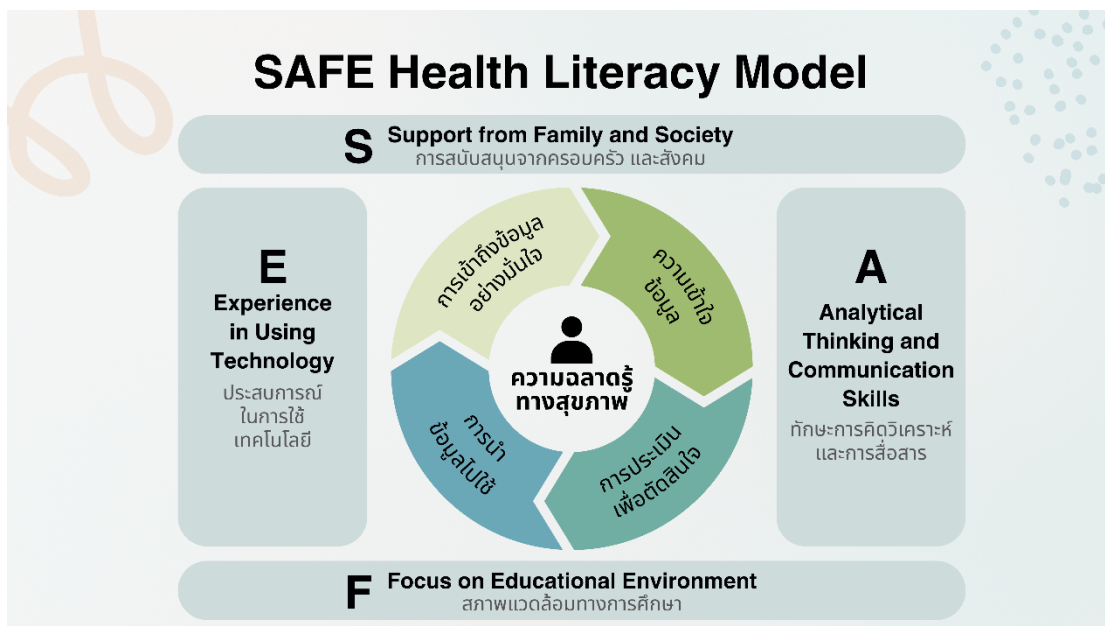 SAFE Health Literacy Model
S Support from Family and Society
การสนับสนุนจากครอบครัว และสังคม
E
Experience
in Using
Technology
ประสบการณ์
ในการใช้
เทคโนโลยี
การเข้าถึงข้อมูล
อย่างมั่นใจ
ความเข้าใจ
ข้อมูล
การประเมิน
เพื่อตัดสินใจ
การนำ
ข้อมูลไปใช้
ความฉลาดรู้
ทางสุขภาพ
A
Analytical
Thinking and
Communication
Skills
ทักษะการคิดวิเคราะห์
และการสื่อสาร
F Focus on Educational Environment
สภาพแวดล้อมทางการศึกษา